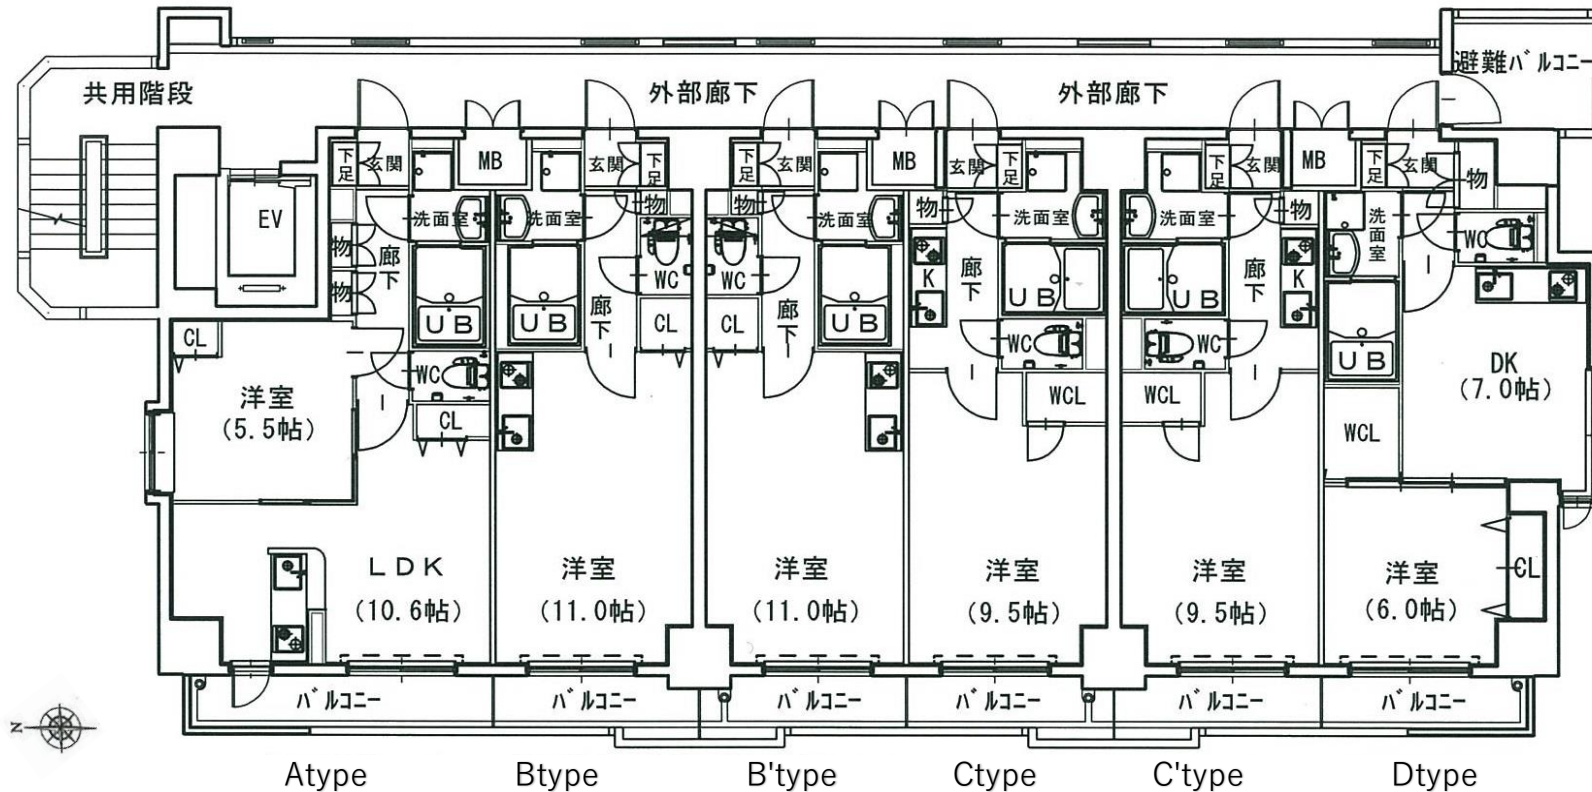 避難バルコニー
共用階段
外部廊下
外部廊下
下足
玄関
MB
玄関
下足
下足
玄関
MB
玄関
下足
下足
玄関
MB
下足
玄関
物
EV
洗面室
洗面室
物
物
洗面室
物
洗面室
洗面室
物
洗面室
WC
物
廊下
物
UB
UB
廊下
WC
WC
廊下
UB
K
廊下
UB
UB
廊下
K
CL
CL
CL
UB
DK
(7.0帖)
洋室
(5.5帖)
WC
CL
WC
WCL
WC
WCL
WCL
LDK
(10.6帖)
洋室
(11.0帖)
洋室
(11.0帖)
洋室
(9.5帖)
洋室
(9.5帖)
洋室
(6.0帖)
CL
バルコニー
バルコニー
バルコニー
バルコニー
バルコニー
バルコニー
N
Atype
Btype
B'type
Ctype
C'type
Dtype